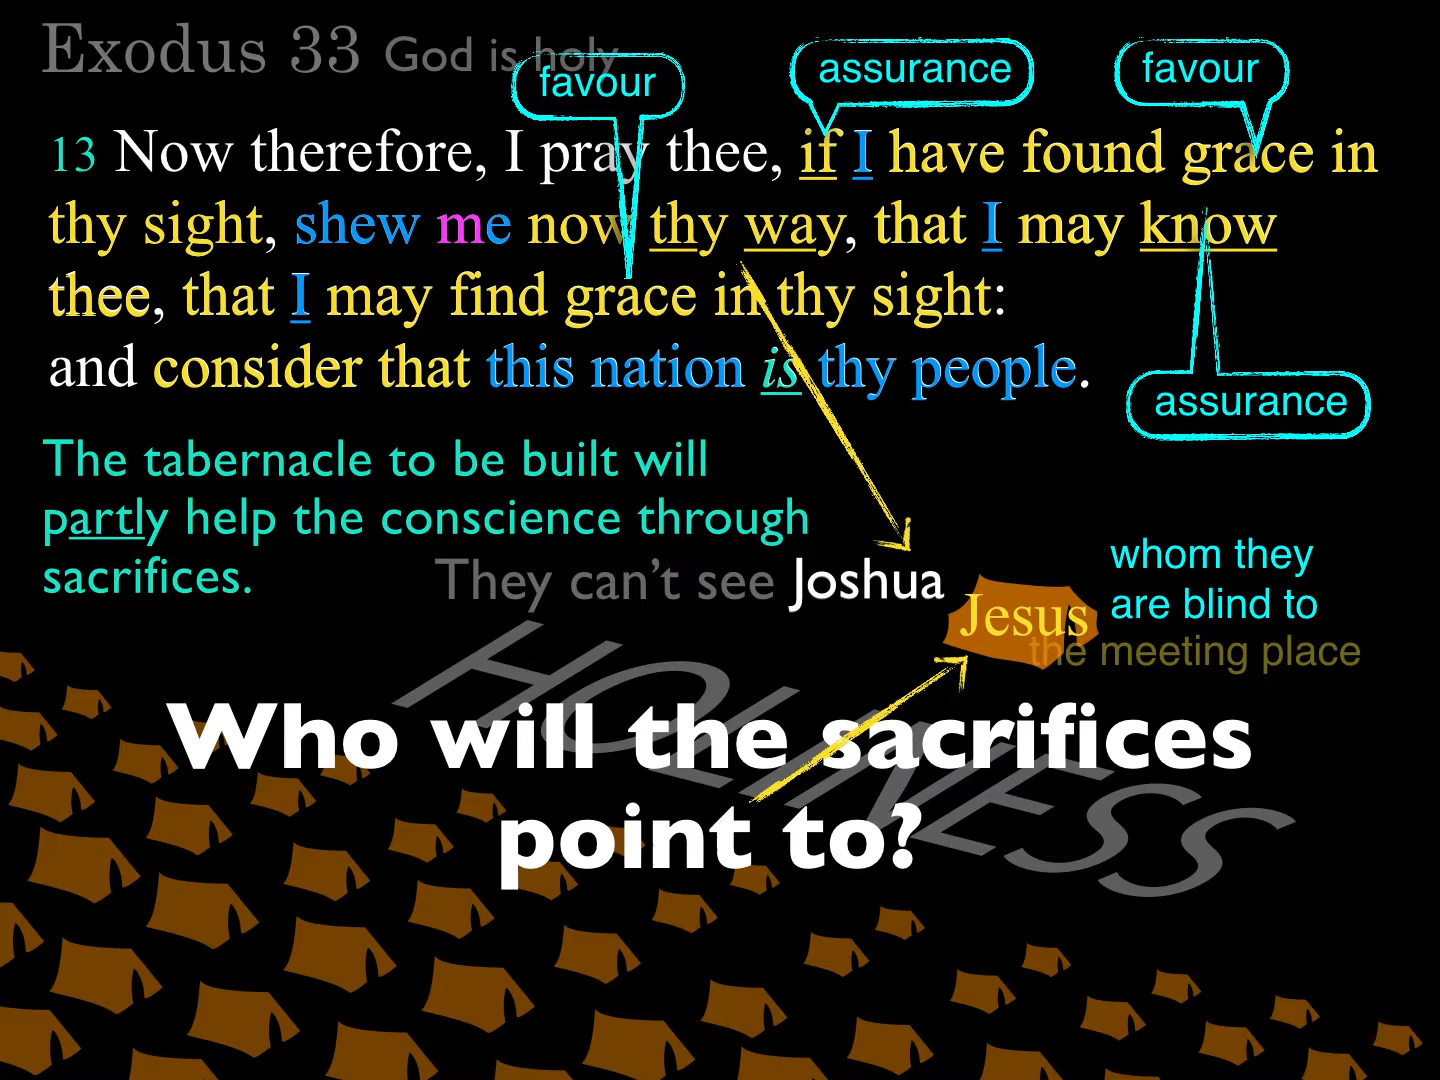 Exodus 33 God is holy
favour
assurance
favour
13 Now therefore, I pray thee, if I have found grace in
thy sight, shew me now thy way, that I may know
thee, that I may find grace in thy sight:
and consider that this nation is thy people.
assurance
The tabernacle to be built will
partly help the conscience through
sacrifices.
They can't see Joshua
whom they
are blind to
Jesus
the meeting place
HOLINESS
Who will the sacrifices
point to?